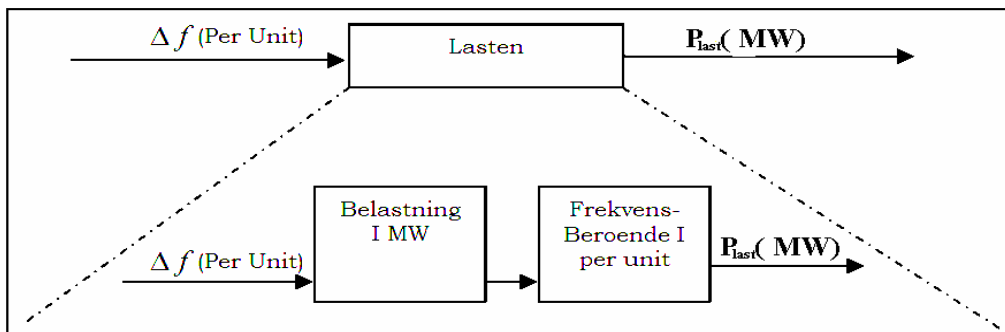 Δ f (Per Unit)
Lasten
Plast( MW)
Belastning
I MW
Frekvens-
Beroende I
per unit
Δ f (Per Unit)
Plast( MW)